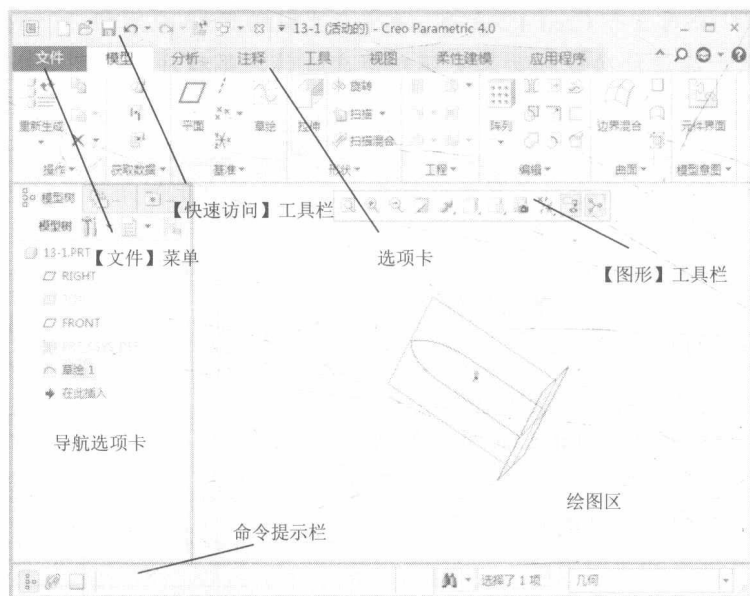 13-1 (活动的) - Creo Parametric 4.0
文件 模型 分析 注释 工具 视图 柔性建模 应用程序
旋转
重新生成 平面 草绘 拉伸 扫描 阵列 边界混合 元件界面
扫描混合
操作 获取数据 基准 形状 工程 编辑 曲面 模型意图
模型树
【快速访问】工具栏
模型树
【文件】菜单 选项卡
【图形】工具栏
13-1.PRT
RIGHT
FRONT
草绘 1
在此插入
导航选项卡
绘图区
命令提示栏
选择了 1 项 几何